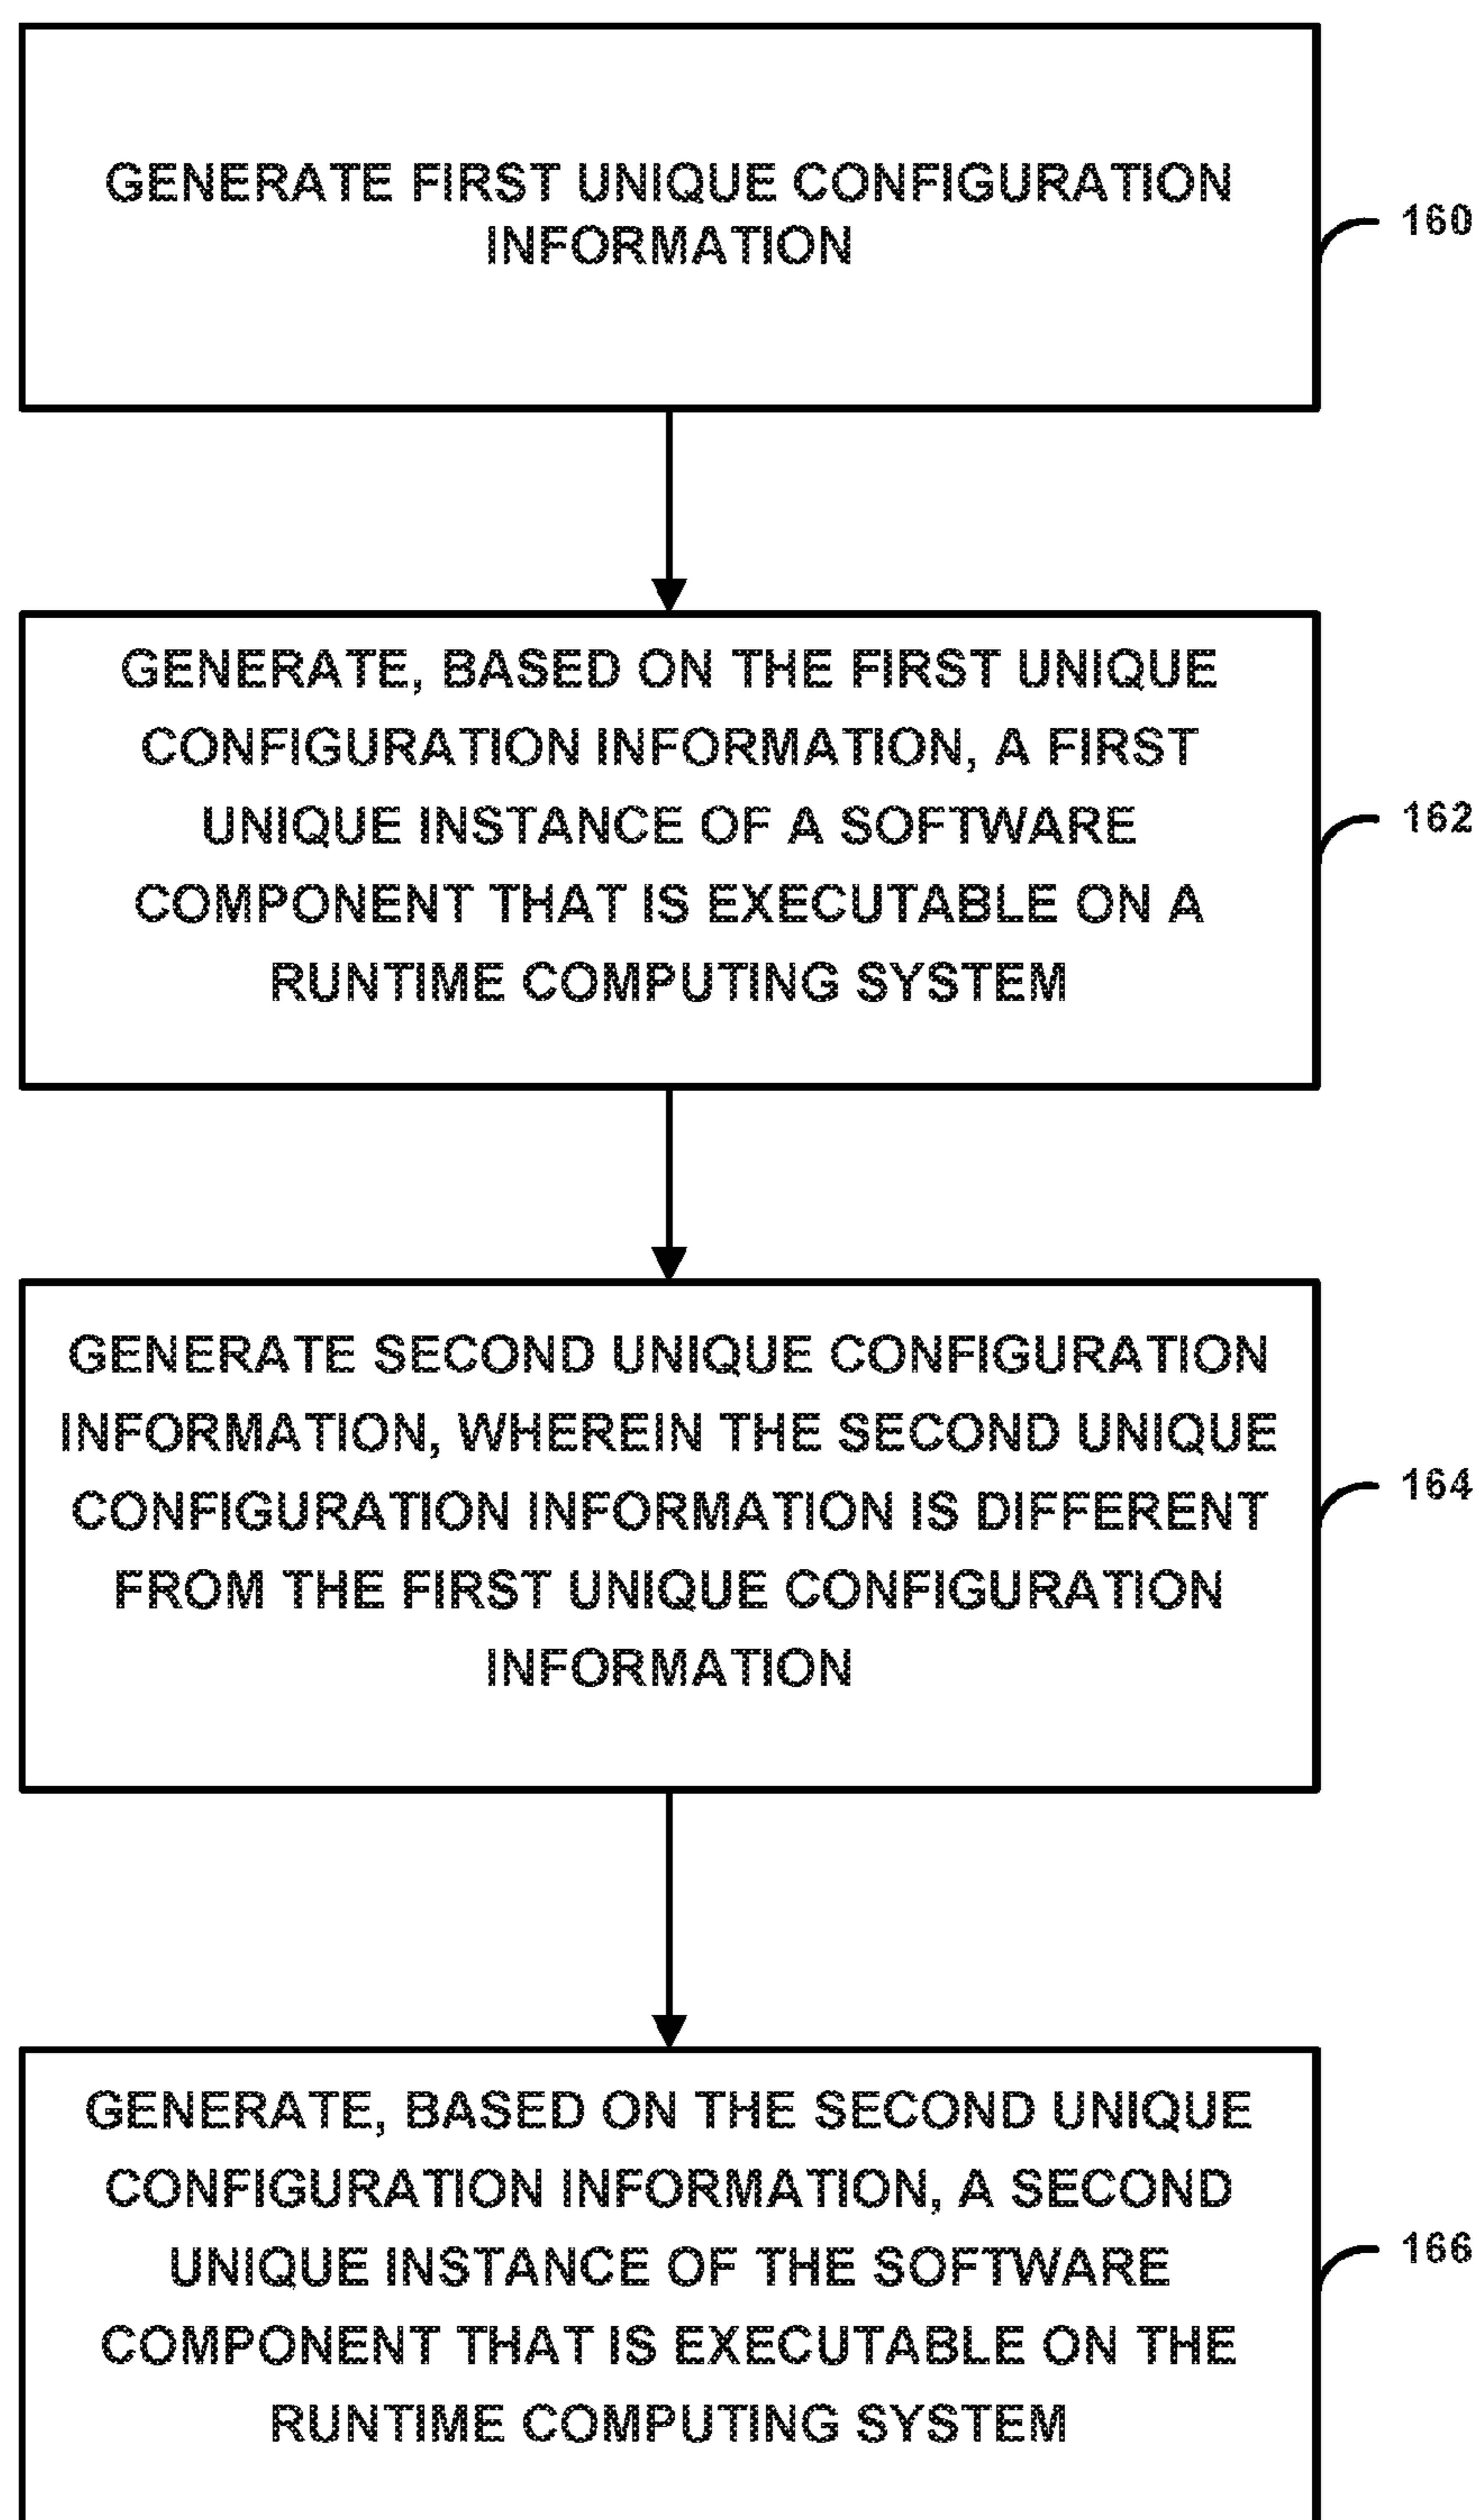 GENERATE FIRST UNIQUE CONFIGURATION
INFORMATION
160
GENERATE, BASED ON THE FIRST UNIQUE
CONFIGURATION INFORMATION, A FIRST
UNIQUE INSTANCE OF A SOFTWARE
COMPONENT THAT IS EXECUTABLE ON A
RUNTIME COMPUTING SYSTEM
162
GENERATE SECOND UNIQUE CONFIGURATION
INFORMATION, WHEREIN THE SECOND UNIQUE
CONFIGURATION INFORMATION IS DIFFERENT
FROM THE FIRST UNIQUE CONFIGURATION
INFORMATION
164
GENERATE, BASED ON THE SECOND UNIQUE
CONFIGURATION INFORMATION, A SECOND
UNIQUE INSTANCE OF THE SOFTWARE
COMPONENT THAT IS EXECUTABLE ON THE
RUNTIME COMPUTING SYSTEM
166